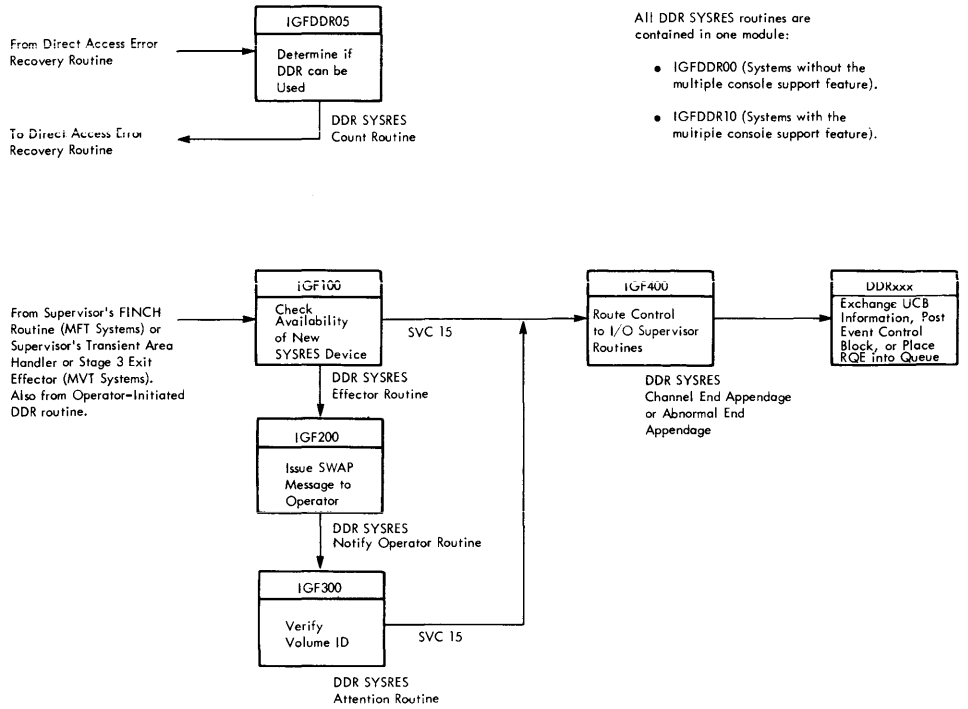 IGFDDR05
Determine if
DDR can be
Used
From Direct Access Error
Recovery Routine
DDR SYSRES
Count Routine
To Direct Access Error
Recovery Routine
All DDR SYSRES routines are
contained in one module:
• IGFDDR00 (Systems without the
multiple console support feature).
• IGFDDR10 (Systems with the
multiple console support feature).
From Supervisor's FINCH
Routine (MFT Systems) or
Supervisor's Transient Area
Handler or Stage 3 Exit
Effector (MVT Systems).
Also from Operator-Initiated
DDR routine.
IGF100
Check
Availability
of New
SYSRES Device
SVC 15
DDR SYSRES
Effector Routine
IGF200
Issue SWAP
Message to
Operator
DDR SYSRES
Notify Operator Routine
IGF300
Verify
Volume ID
SVC 15
DDR SYSRES
Attention Routine
IGF400
Route Control
to I/O Supervisor
Routines
DDR SYSRES
Channel End Appendage
or Abnormal End
Appendage
DDRxxx
Exchange UCB
Information, Post
Event Control
Block, or Place
RQE into Queue